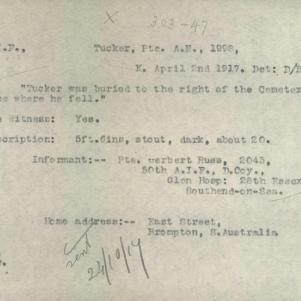 x 303-47
I.F., Tucker, Pte. A.N., 1998,
K. April 2nd 1917. Det: D/B
"Tucker was buried to the right of the Cemeter
where he fell."
Witness: Yes.
scription: 5ft.6ins, stout, dark, about 20.
Informant:-- Pte. Herbert Russ, 2043,
50th A.I.F., D.Coy.,
Glen Hosp: 28th Essex
Southend-on-Sea.
Home address:-- East Street,
Brompton, S.Australia
sent
24/10/17